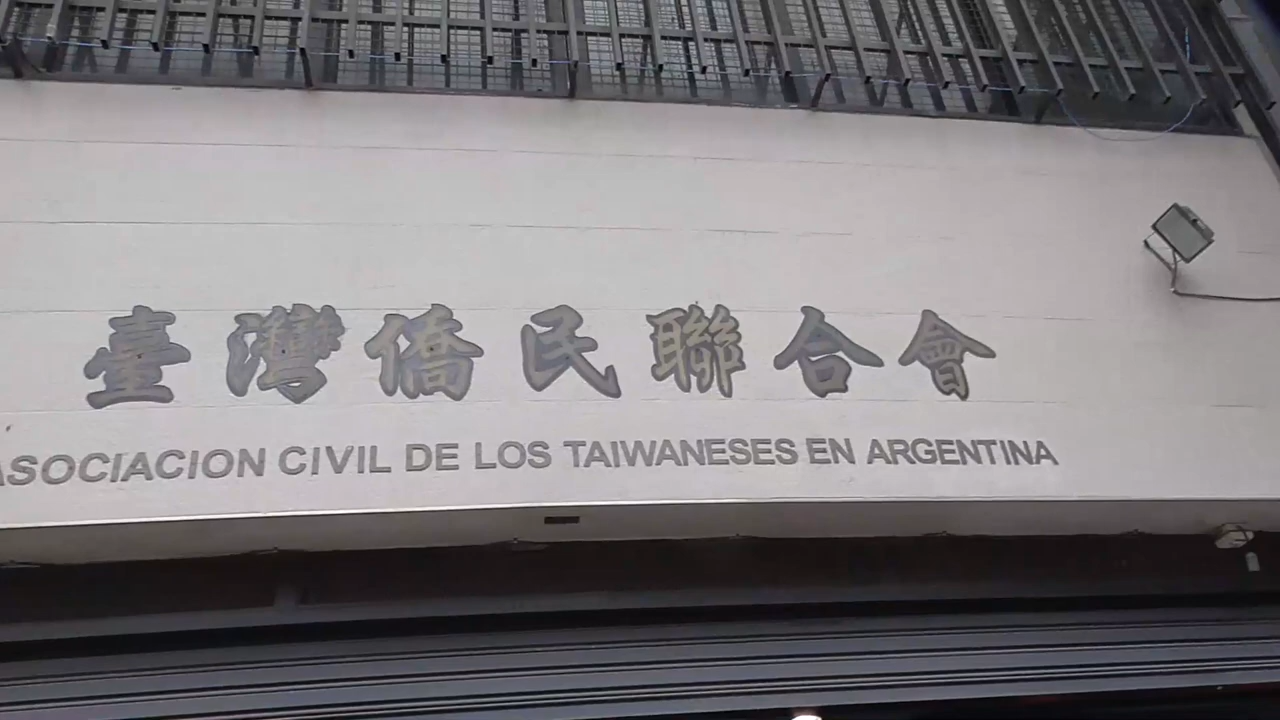 臺灣僑民聯合會
ASOCIACION CIVIL DE LOS TAIWANESES EN ARGENTINA